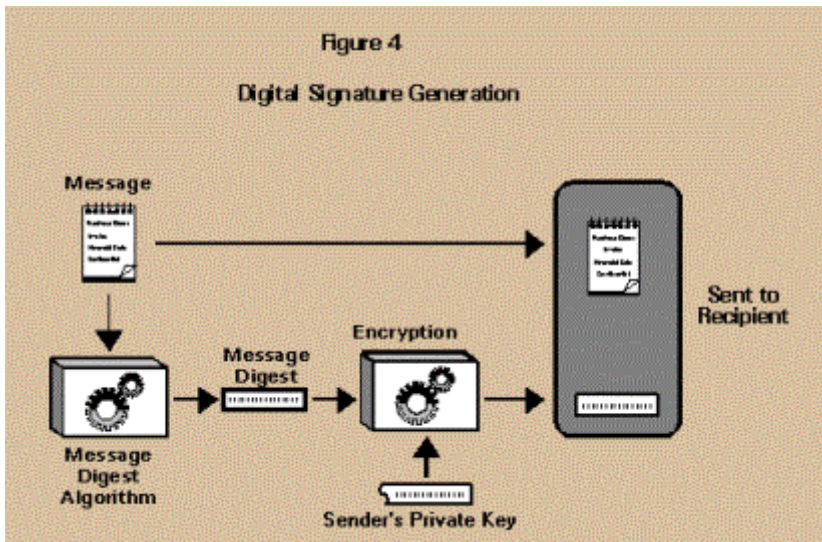 Figure 4
Digital Signature Generation
Message
Sent to
Recipient
Encryption
Message
Digest
Message
Digest
Algorithm
Sender's Private Key